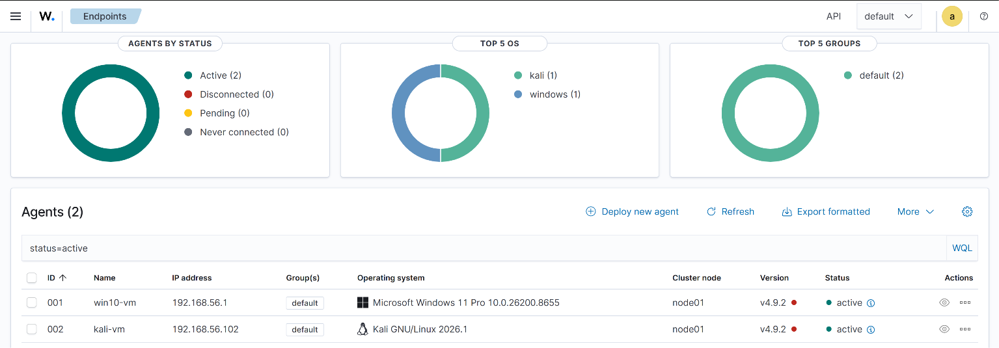 W. Endpoints API default a
AGENTS BY STATUS TOP 5 OS TOP 5 GROUPS
Active (2)
Disconnected (0)
Pending (0)
Never connected (0)
kali (1)
windows (1)
default (2)
Agents (2) Deploy new agent Refresh Export formatted More
status=active WQL
ID Name IP address Group(s) Operating system Cluster node Version Status Actions
001 win10-vm 192.168.56.1 default Microsoft Windows 11 Pro 10.0.26200.8655 node01 v4.9.2 active
002 kali-vm 192.168.56.102 default Kali GNU/Linux 2026.1 node01 v4.9.2 active